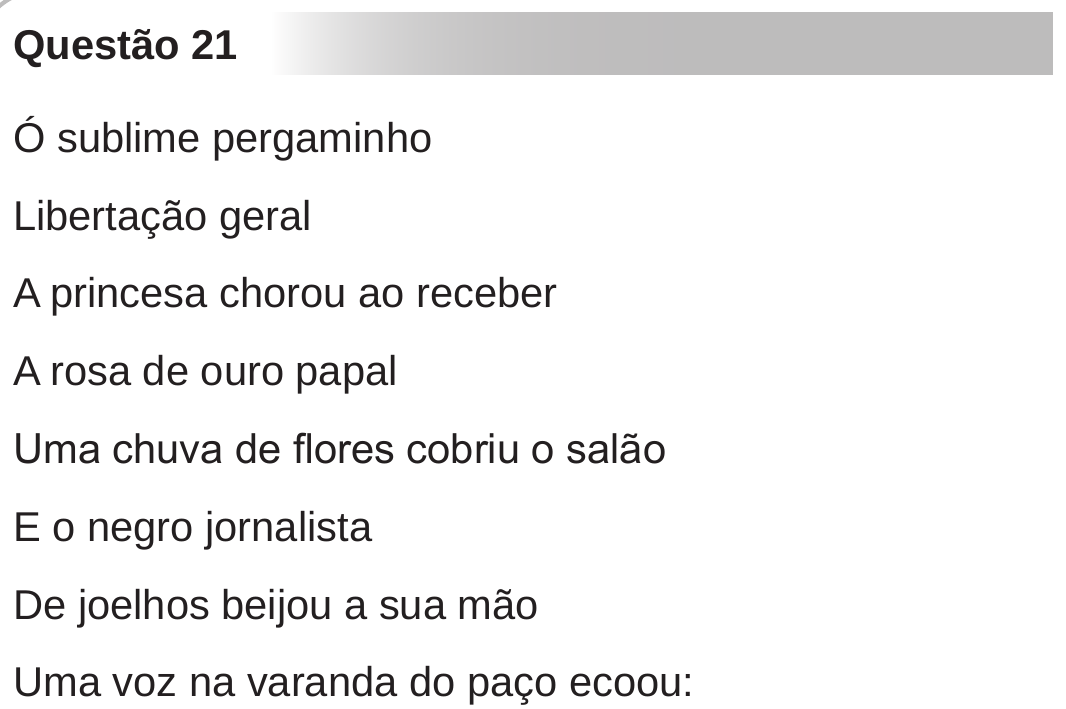 Questão 21
Ó sublime pergaminho
Libertação geral
A princesa chorou ao receber
A rosa de ouro papal
Uma chuva de flores cobriu o salão
E o negro jornalista
De joelhos beijou a sua mão
Uma voz na varanda do paço ecoou: